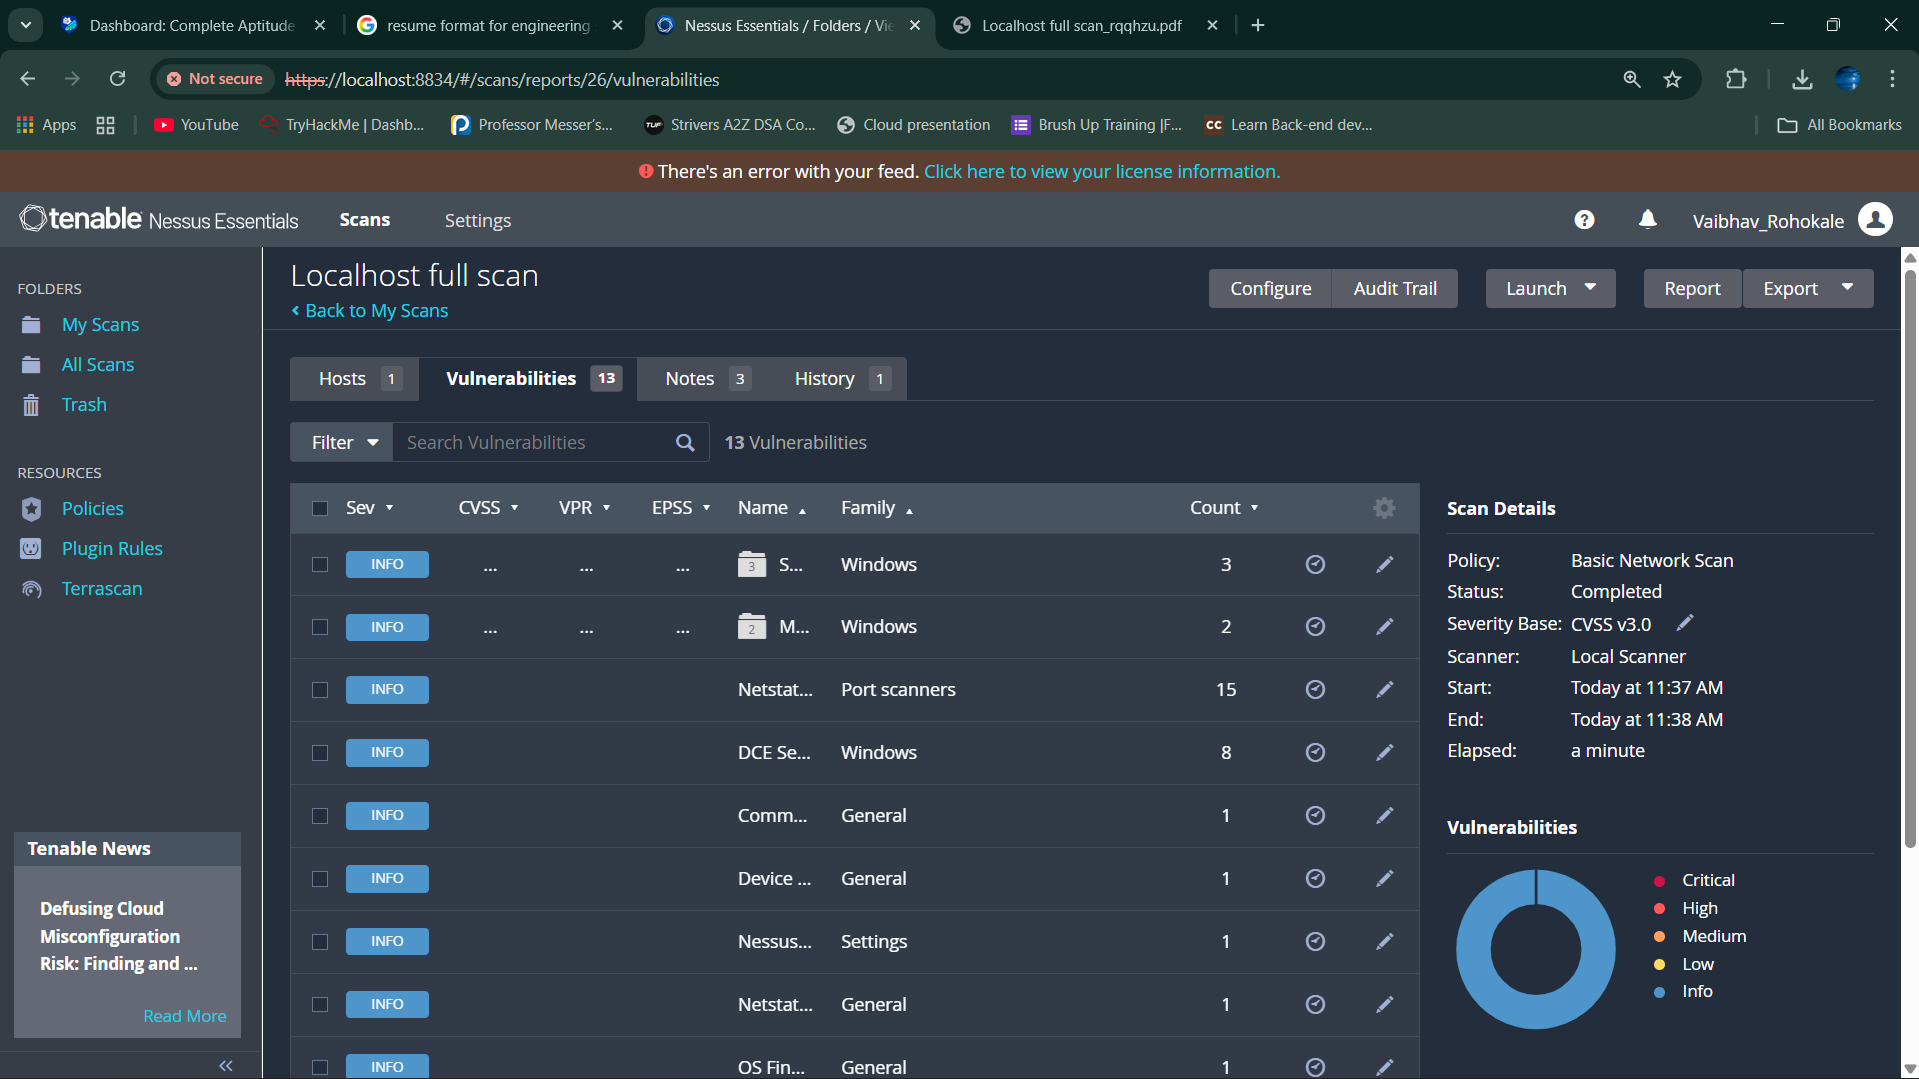 Dashboard: Complete Aptitude
resume format for engineering
Nessus Essentials / Folders / Vie
Localhost full scan_rqqhzu.pdf
Not secure
https://localhost:8834/#/scans/reports/26/vulnerabilities
Apps
YouTube
TryHackMe | Dashb...
Professor Messer's...
TUF Strivers A2Z DSA Co...
Cloud presentation
Brush Up Training |F...
CC Learn Back-end dev...
All Bookmarks
There's an error with your feed. Click here to view your license information.
tenable Nessus Essentials
Scans
Settings
Vaibhav_Rohokale
FOLDERS
My Scans
All Scans
Trash
RESOURCES
Policies
Plugin Rules
Terrascan
Tenable News
Defusing Cloud
Misconfiguration
Risk: Finding and ...
Read More
Localhost full scan
Back to My Scans
Configure
Audit Trail
Launch
Report
Export
Hosts 1
Vulnerabilities 13
Notes 3
History 1
Filter
Search Vulnerabilities
13 Vulnerabilities
Sev CVSS VPR EPSS Name Family Count
INFO ... ... ... 3 S... Windows 3
INFO ... ... ... 2 M... Windows 2
INFO Netstat... Port scanners 15
INFO DCE Se... Windows 8
INFO Comm... General 1
INFO Device ... General 1
INFO Nessus... Settings 1
INFO Netstat... General 1
INFO OS Fin... General 1
Scan Details
Policy: Basic Network Scan
Status: Completed
Severity Base: CVSS v3.0
Scanner: Local Scanner
Start: Today at 11:37 AM
End: Today at 11:38 AM
Elapsed: a minute
Vulnerabilities
Critical
High
Medium
Low
Info